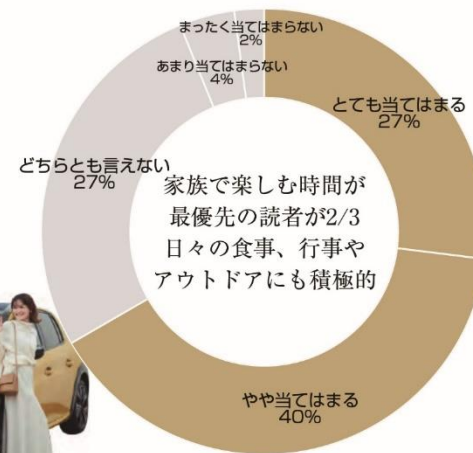 まったく当てはまらない
2%
あまり当てはまらない
4%
とても当てはまる
27%
どちらとも言えない
27%
家族で楽しむ時間が
最優先の読者が2/3
日々の食事、行事や
アウトドアにも積極的
やや当てはまる
40%